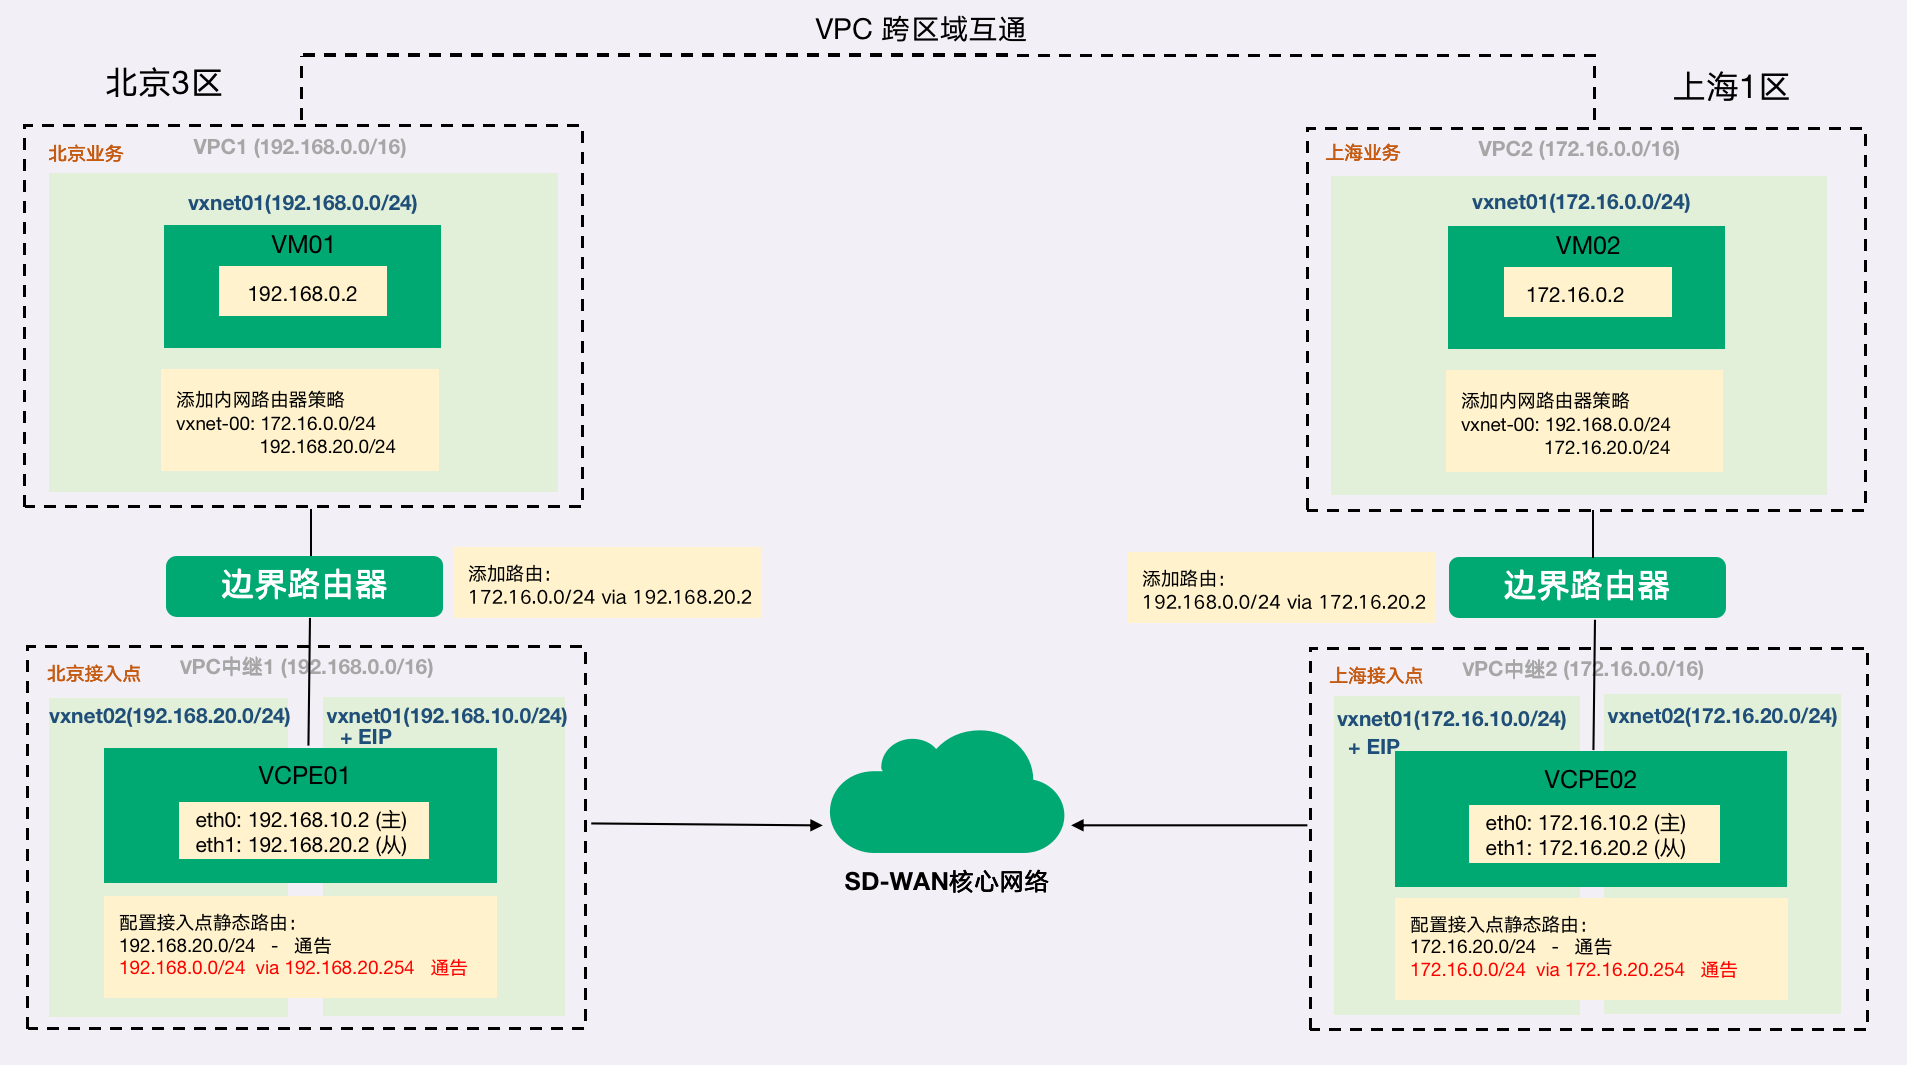 VPC 跨区域互通
北京3区
上海1区
北京业务
VPC1 (192.168.0.0/16)
vxnet01(192.168.0.0/24)
VM01
192.168.0.2
添加内网路由器策略
vxnet-00: 172.16.0.0/24
192.168.20.0/24
上海业务
VPC2 (172.16.0.0/16)
vxnet01(172.16.0.0/24)
VM02
172.16.0.2
添加内网路由器策略
vxnet-00: 192.168.0.0/24
172.16.20.0/24
边界路由器
添加路由:
172.16.0.0/24 via 192.168.20.2
添加路由:
192.168.0.0/24 via 172.16.20.2
边界路由器
北京接入点
VPC中继1 (192.168.0.0/16)
vxnet02(192.168.20.0/24)
vxnet01(192.168.10.0/24)
+ EIP
VCPE01
eth0: 192.168.10.2 (主)
eth1: 192.168.20.2 (从)
配置接入点静态路由:
192.168.20.0/24 - 通告
192.168.0.0/24 via 192.168.20.254 通告
SD-WAN核心网络
上海接入点
VPC中继2 (172.16.0.0/16)
vxnet01(172.16.10.0/24)
+ EIP
vxnet02(172.16.20.0/24)
VCPE02
eth0: 172.16.10.2 (主)
eth1: 172.16.20.2 (从)
配置接入点静态路由:
172.16.20.0/24 - 通告
172.16.0.0/24 via 172.16.20.254 通告